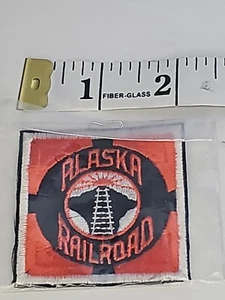 1 2
FIBER-GLASS
ALASKA
RAILROAD